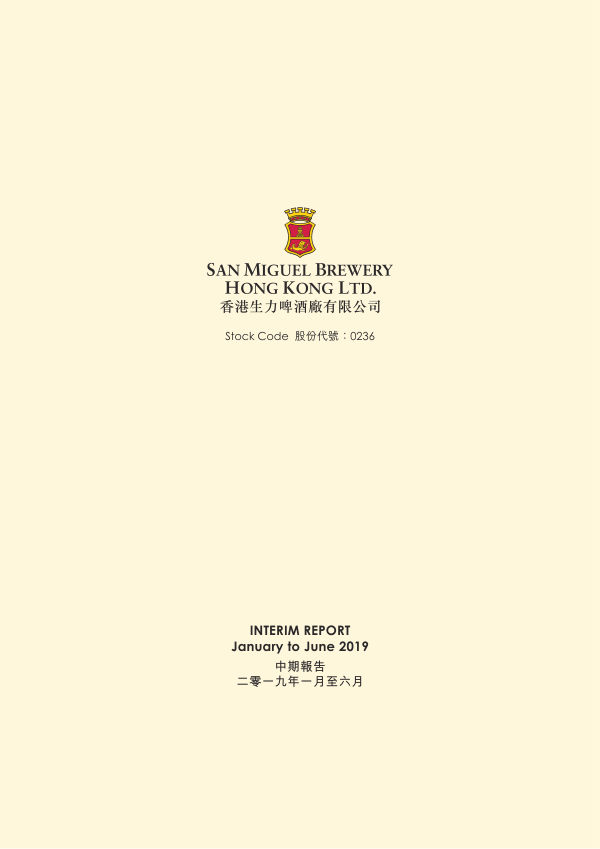 SAN MIGUEL BREWERY
HONG KONG LTD.
香港生力啤酒廠有限公司
Stock Code 股份代號：0236
INTERIM REPORT
January to June 2019
中期報告
二零一九年一月至六月